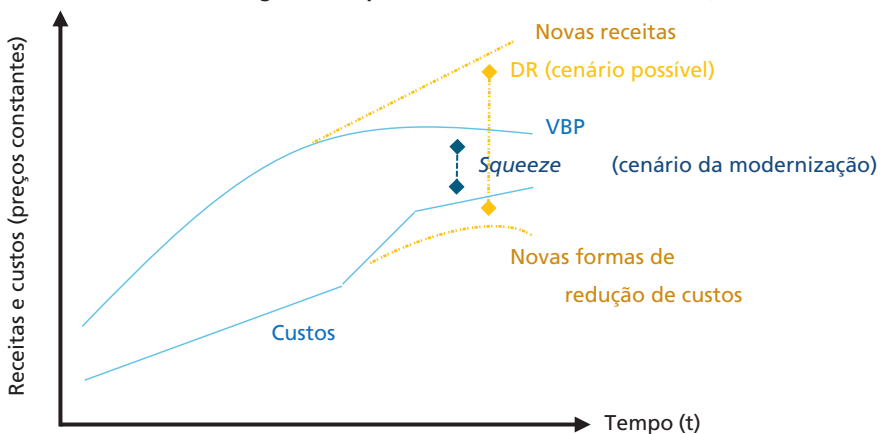 Novas receitas
DR (cenário possível)
VBP
Squeeze (cenário da modernização)
Novas formas de
redução de custos
Custos
Receitas e custos (preços constantes)
Tempo (t)